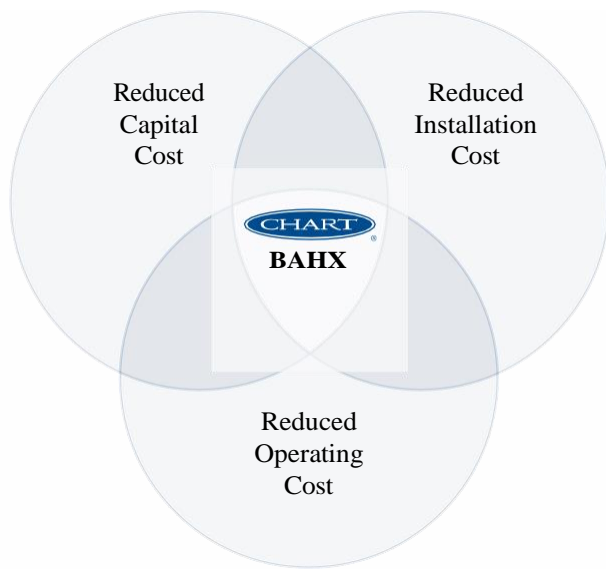 Reduced
Capital
Cost
Reduced
Installation
Cost
CHART
®
BAHX
Reduced
Operating
Cost